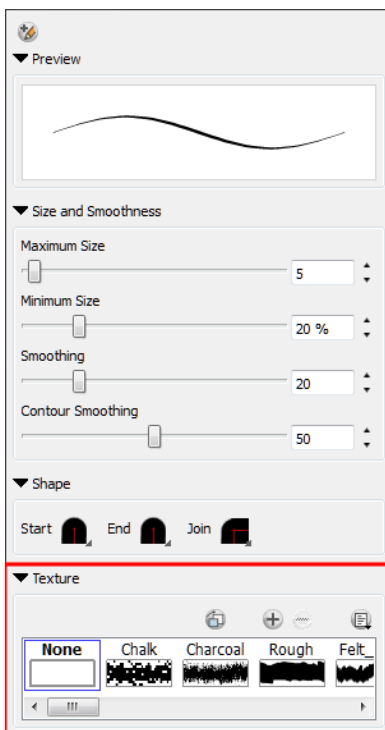 Preview
Size and Smoothness
Maximum Size
5
Minimum Size
20 %
Smoothing
20
Contour Smoothing
50
Shape
Start End Join
Texture
None Chalk Charcoal Rough Felt_